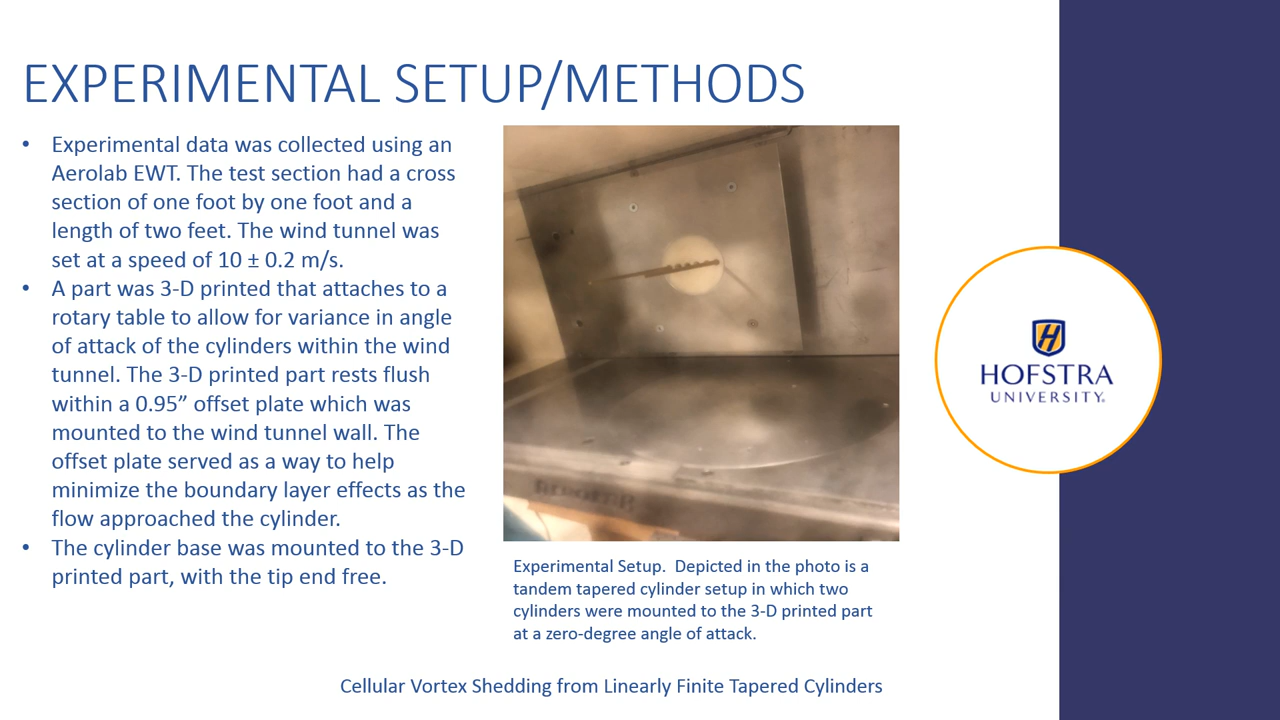 EXPERIMENTAL SETUP/METHODS
• Experimental data was collected using an
Aerolab EWT. The test section had a cross
section of one foot by one foot and a
length of two feet. The wind tunnel was
set at a speed of 10 ± 0.2 m/s.
• A part was 3-D printed that attaches to a
rotary table to allow for variance in angle
of attack of the cylinders within the wind
tunnel. The 3-D printed part rests flush
within a 0.95” offset plate which was
mounted to the wind tunnel wall. The
offset plate served as a way to help
minimize the boundary layer effects as the
flow approached the cylinder.
• The cylinder base was mounted to the 3-D
printed part, with the tip end free.
Experimental Setup. Depicted in the photo is a
tandem tapered cylinder setup in which two
cylinders were mounted to the 3-D printed part
at a zero-degree angle of attack.
H
HOFSTRA
UNIVERSITY®
Cellular Vortex Shedding from Linearly Finite Tapered Cylinders